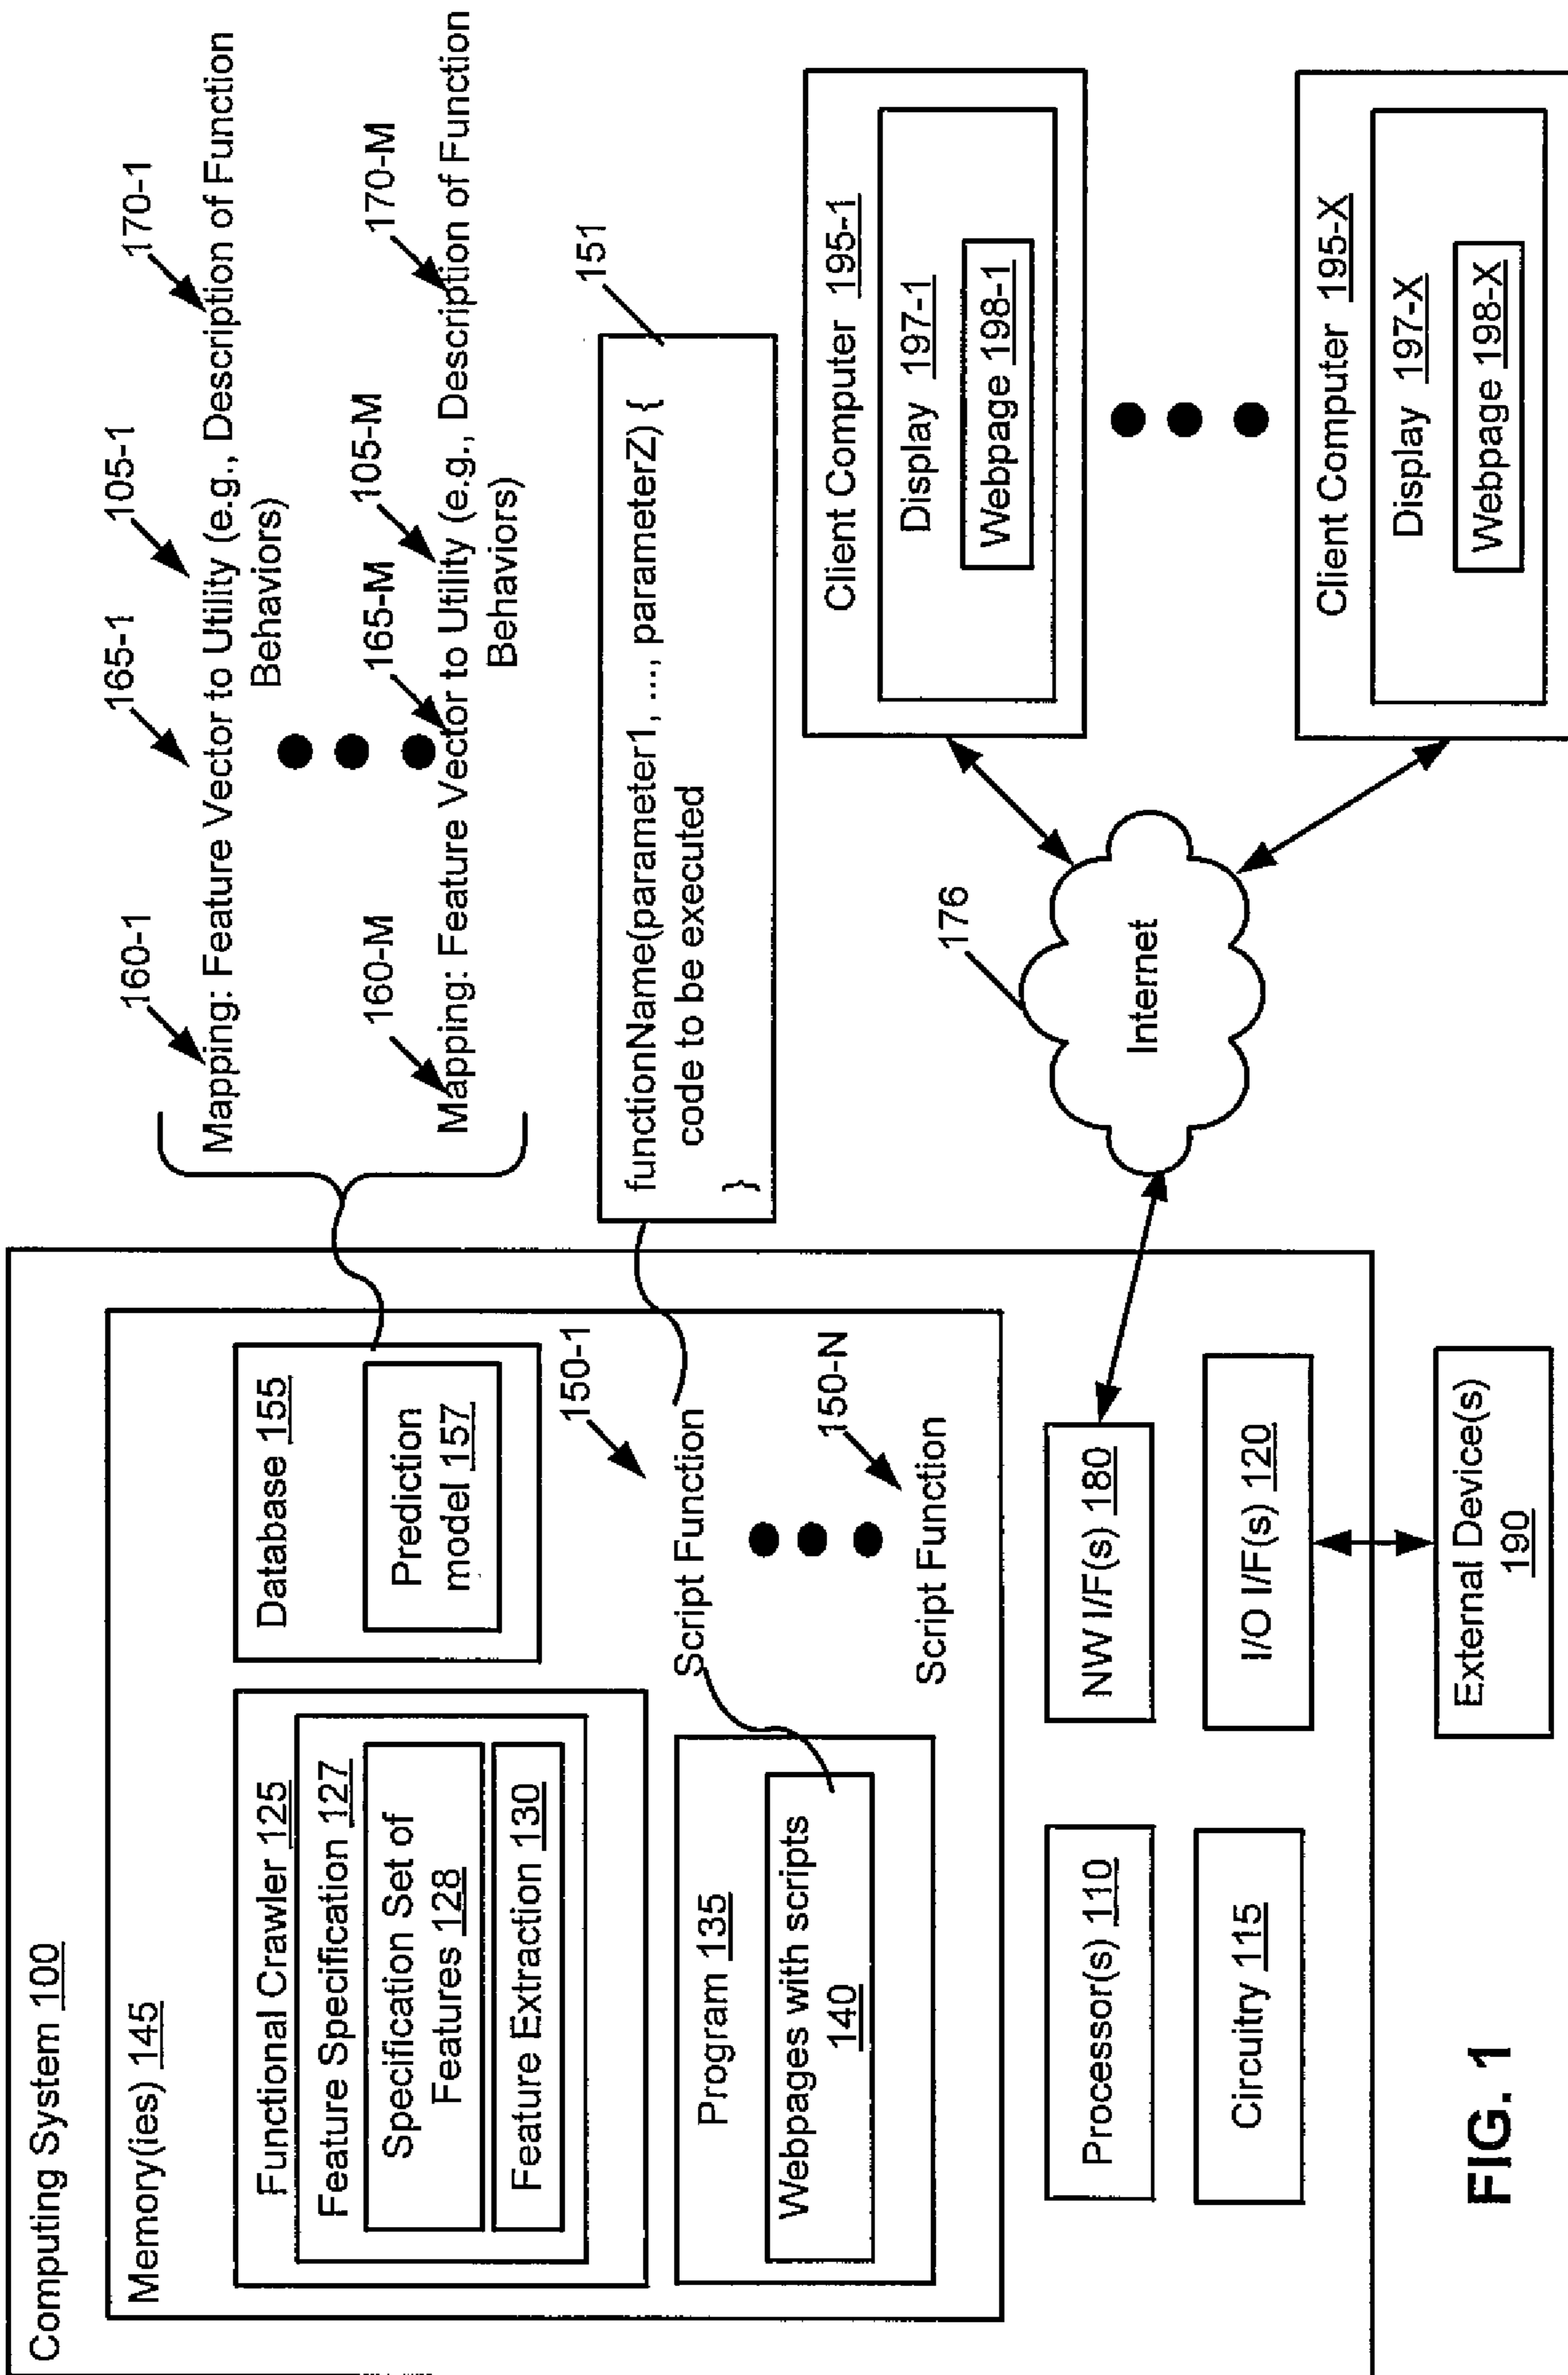 Computing System 100
Memory(ies) 145
Functional Crawler 125
Feature Specification 127
Specification Set of
Features 128
Feature Extraction 130
Database 155
Prediction
model 157
Program 135
Webpages with scripts
140
150-1
Script Function
150-N
Script Function
Processor(s) 110
NW I/F(s) 180
Circuitry 115
I/O I/F(s) 120
External Device(s)
190
160-1
165-1
105-1
170-1
Mapping: Feature Vector to Utility (e.g., Description of Function
Behaviors)
160-M
165-M
105-M
170-M
Mapping: Feature Vector to Utility (e.g., Description of Function
Behaviors)
151
functionName(parameter1, ..., parameterZ) {
code to be executed
}
176
Internet
Client Computer 195-1
Display 197-1
Webpage 198-1
Client Computer 195-X
Display 197-X
Webpage 198-X
FIG. 1